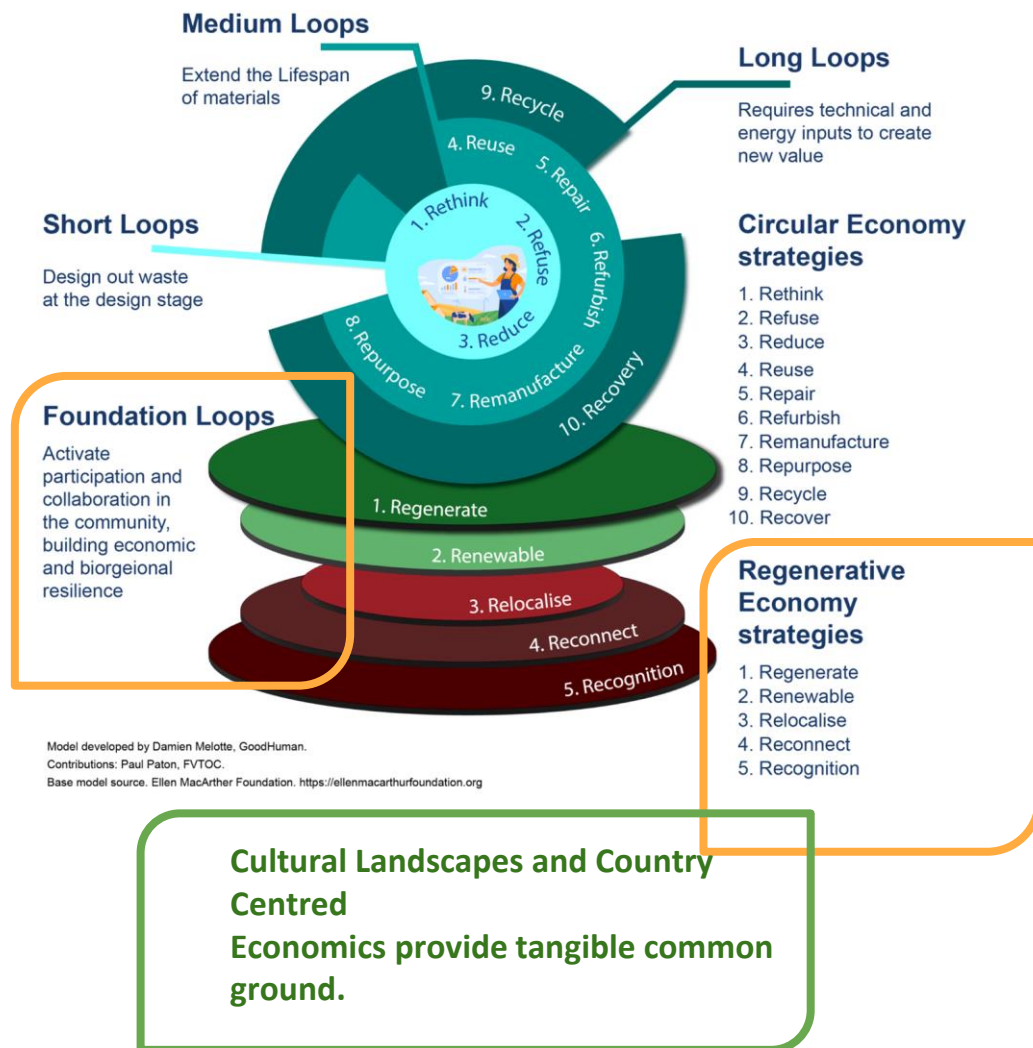 Medium Loops
Extend the Lifespan
of materials
Long Loops
Requires technical and
energy inputs to create
new value
9. Recycle
4. Reuse
5. Repair
1. Rethink
2. Refuse
6. Refurbish
3. Reduce
8. Repurpose
7. Remanufacture
10. Recovery
Short Loops
Design out waste
at the design stage
Circular Economy
strategies
1. Rethink
2. Refuse
3. Reduce
4. Reuse
5. Repair
6. Refurbish
7. Remanufacture
8. Repurpose
9. Recycle
10. Recover
Foundation Loops
Activate
participation and
collaboration in
the community,
building economic
and biorgeional
resilience
1. Regenerate
2. Renewable
3. Relocalise
4. Reconnect
5. Recognition
Regenerative
Economy
strategies
1. Regenerate
2. Renewable
3. Relocalise
4. Reconnect
5. Recognition
Model developed by Damien Melotte, GoodHuman.
Contributions: Paul Paton, FVTOC.
Base model source. Ellen MacArther Foundation. https://ellenmacarthurfoundation.org
Cultural Landscapes and Country
Centred
Economics provide tangible common
ground.